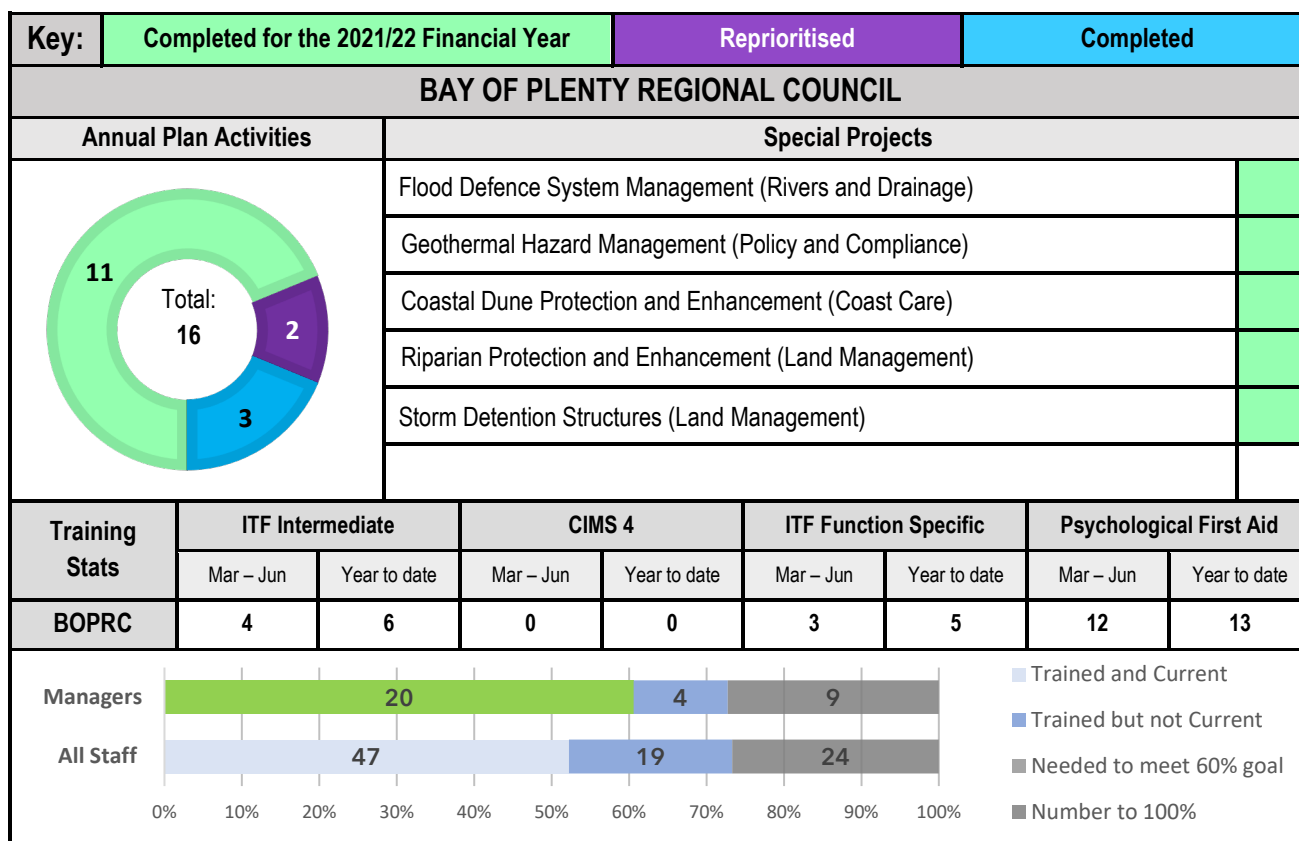 Key: Completed for the 2021/22 Financial Year Reprioritised Completed
BAY OF PLENTY REGIONAL COUNCIL
Annual Plan Activities Special Projects
11
Total:
16
2
3
Flood Defence System Management (Rivers and Drainage)
Geothermal Hazard Management (Policy and Compliance)
Coastal Dune Protection and Enhancement (Coast Care)
Riparian Protection and Enhancement (Land Management)
Storm Detention Structures (Land Management)
Training Stats ITF Intermediate CIMS 4 ITF Function Specific Psychological First Aid
Mar – Jun Year to date Mar – Jun Year to date Mar – Jun Year to date Mar – Jun Year to date
BOPRC 4 6 0 0 3 5 12 13
Managers 20 4 9
All Staff 47 19 24
0% 10% 20% 30% 40% 50% 60% 70% 80% 90% 100%
Trained and Current
Trained but not Current
Needed to meet 60% goal
Number to 100%